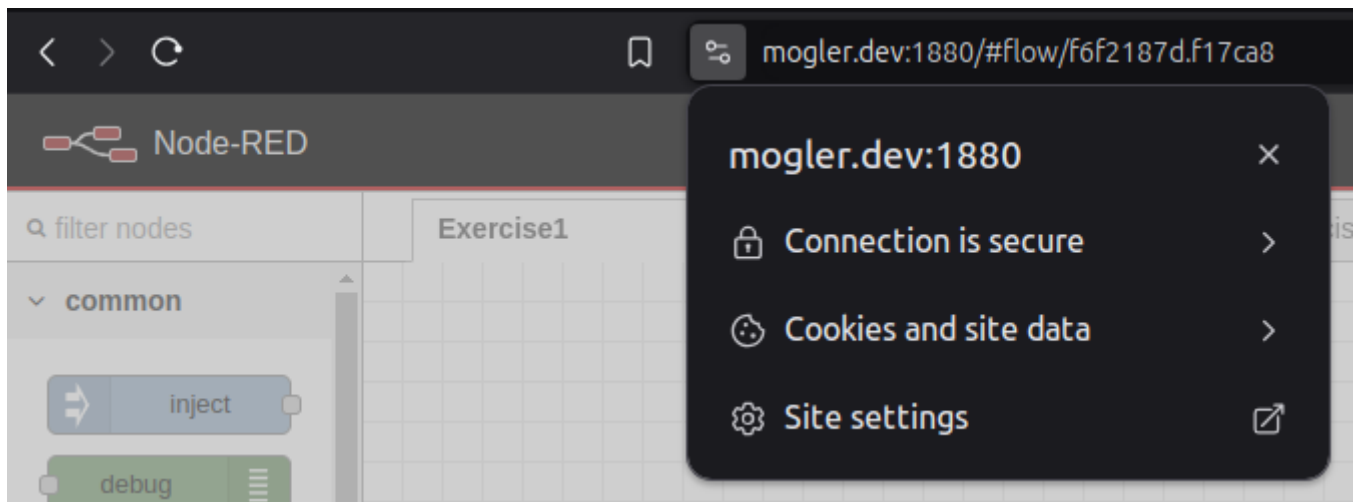 mogler.dev:1880/#flow/f6f2187d.f17ca8
Node-RED
mogler.dev:1880
filter nodes
Exercise1
Connection is secure
common
Cookies and site data
inject
Site settings
debug